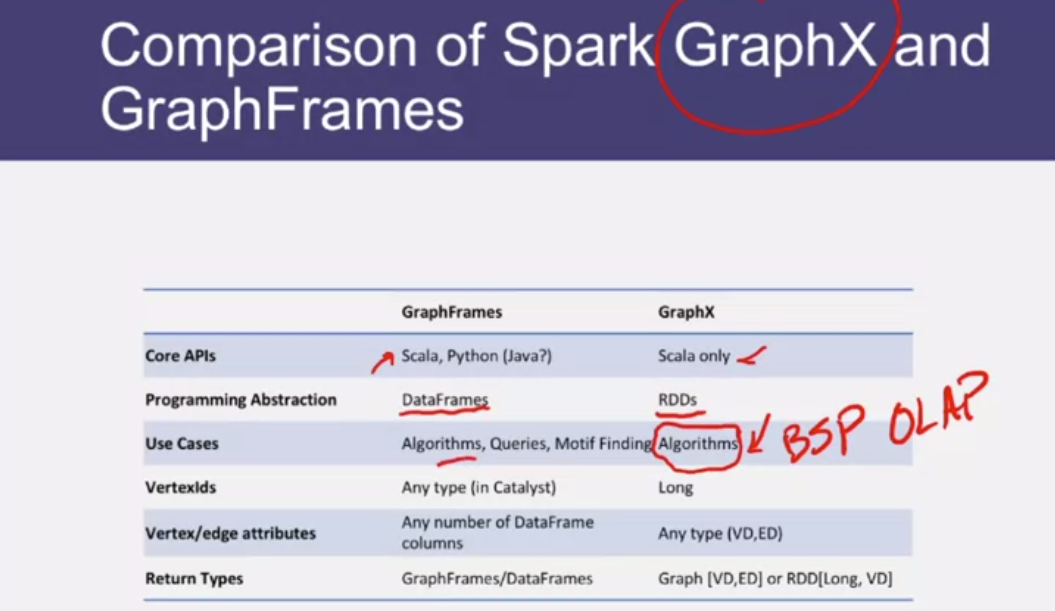 Comparison of Spark GraphX and
GraphFrames
GraphFrames GraphX
Core APIs Scala, Python (Java?) Scala only
Programming Abstraction DataFrames RDDs
Use Cases Algorithms, Queries, Motif Finding Algorithms BSP OLAP
VertexIds Any type (in Catalyst) Long
Vertex/edge attributes Any number of DataFrame columns Any type (VD,ED)
Return Types GraphFrames/DataFrames Graph [VD,ED] or RDD[Long, VD]